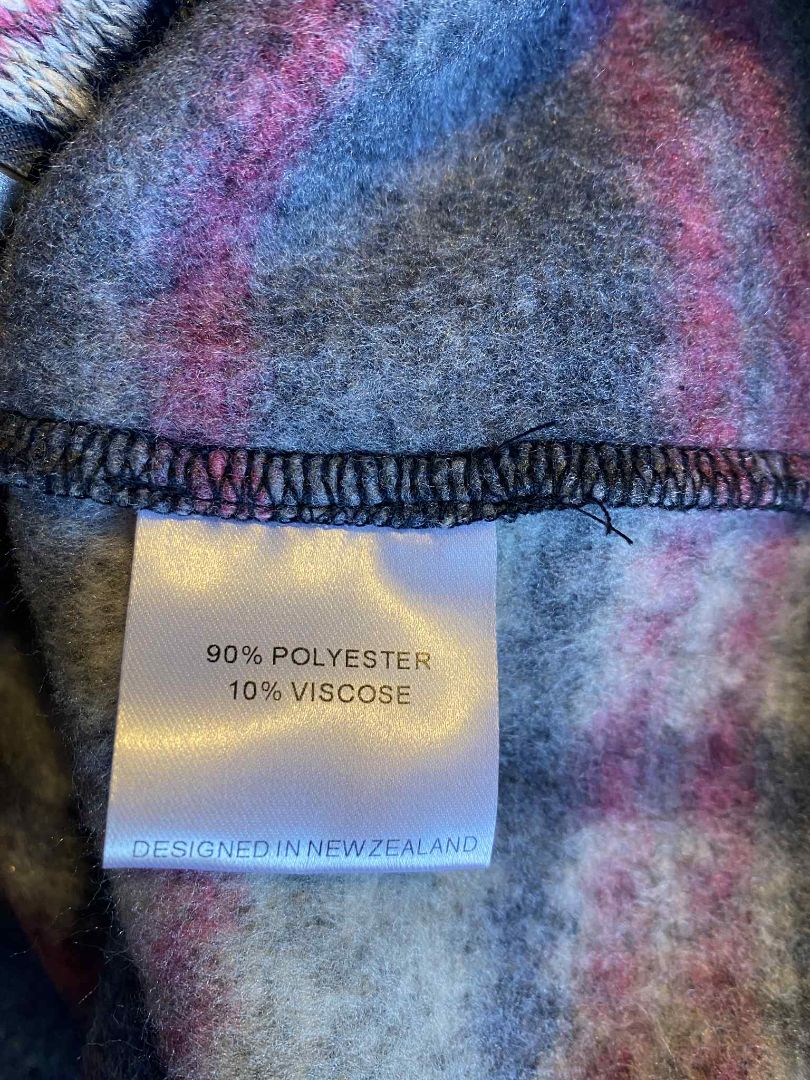 90% POLYESTER
10% VISCOSE
DESIGNED IN NEW ZEALAND